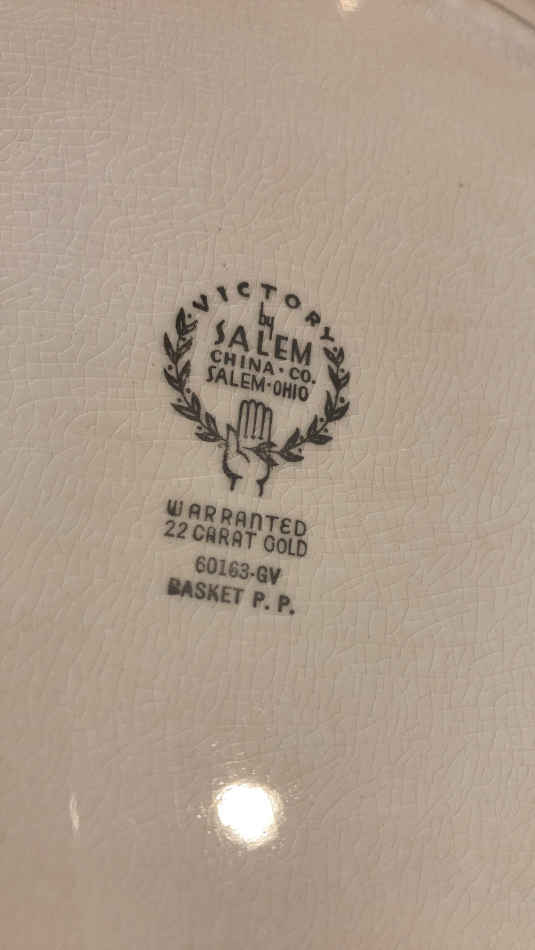 VICTORY
by
SALEM
CHINA · CO.
SALEM · OHIO
WARRANTED
22 CARAT GOLD
60163-GV
BASKET P. P.